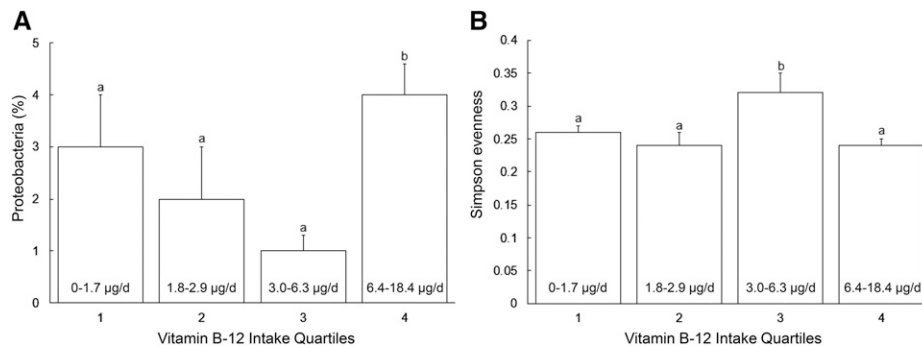 A
Proteobacteria (%)
5
4
3
2
1
0
a
a
a
b
0-1.7 µg/d
1.8-2.9 µg/d
3.0-6.3 µg/d
6.4-18.4 µg/d
1
2
3
4
Vitamin B-12 Intake Quartiles
B
Simpson evenness
0.4
0.35
0.3
0.25
0.2
0.15
0.1
0.05
0
a
a
b
a
0-1.7 µg/d
1.8-2.9 µg/d
3.0-6.3 µg/d
6.4-18.4 µg/d
1
2
3
4
Vitamin B-12 Intake Quartiles